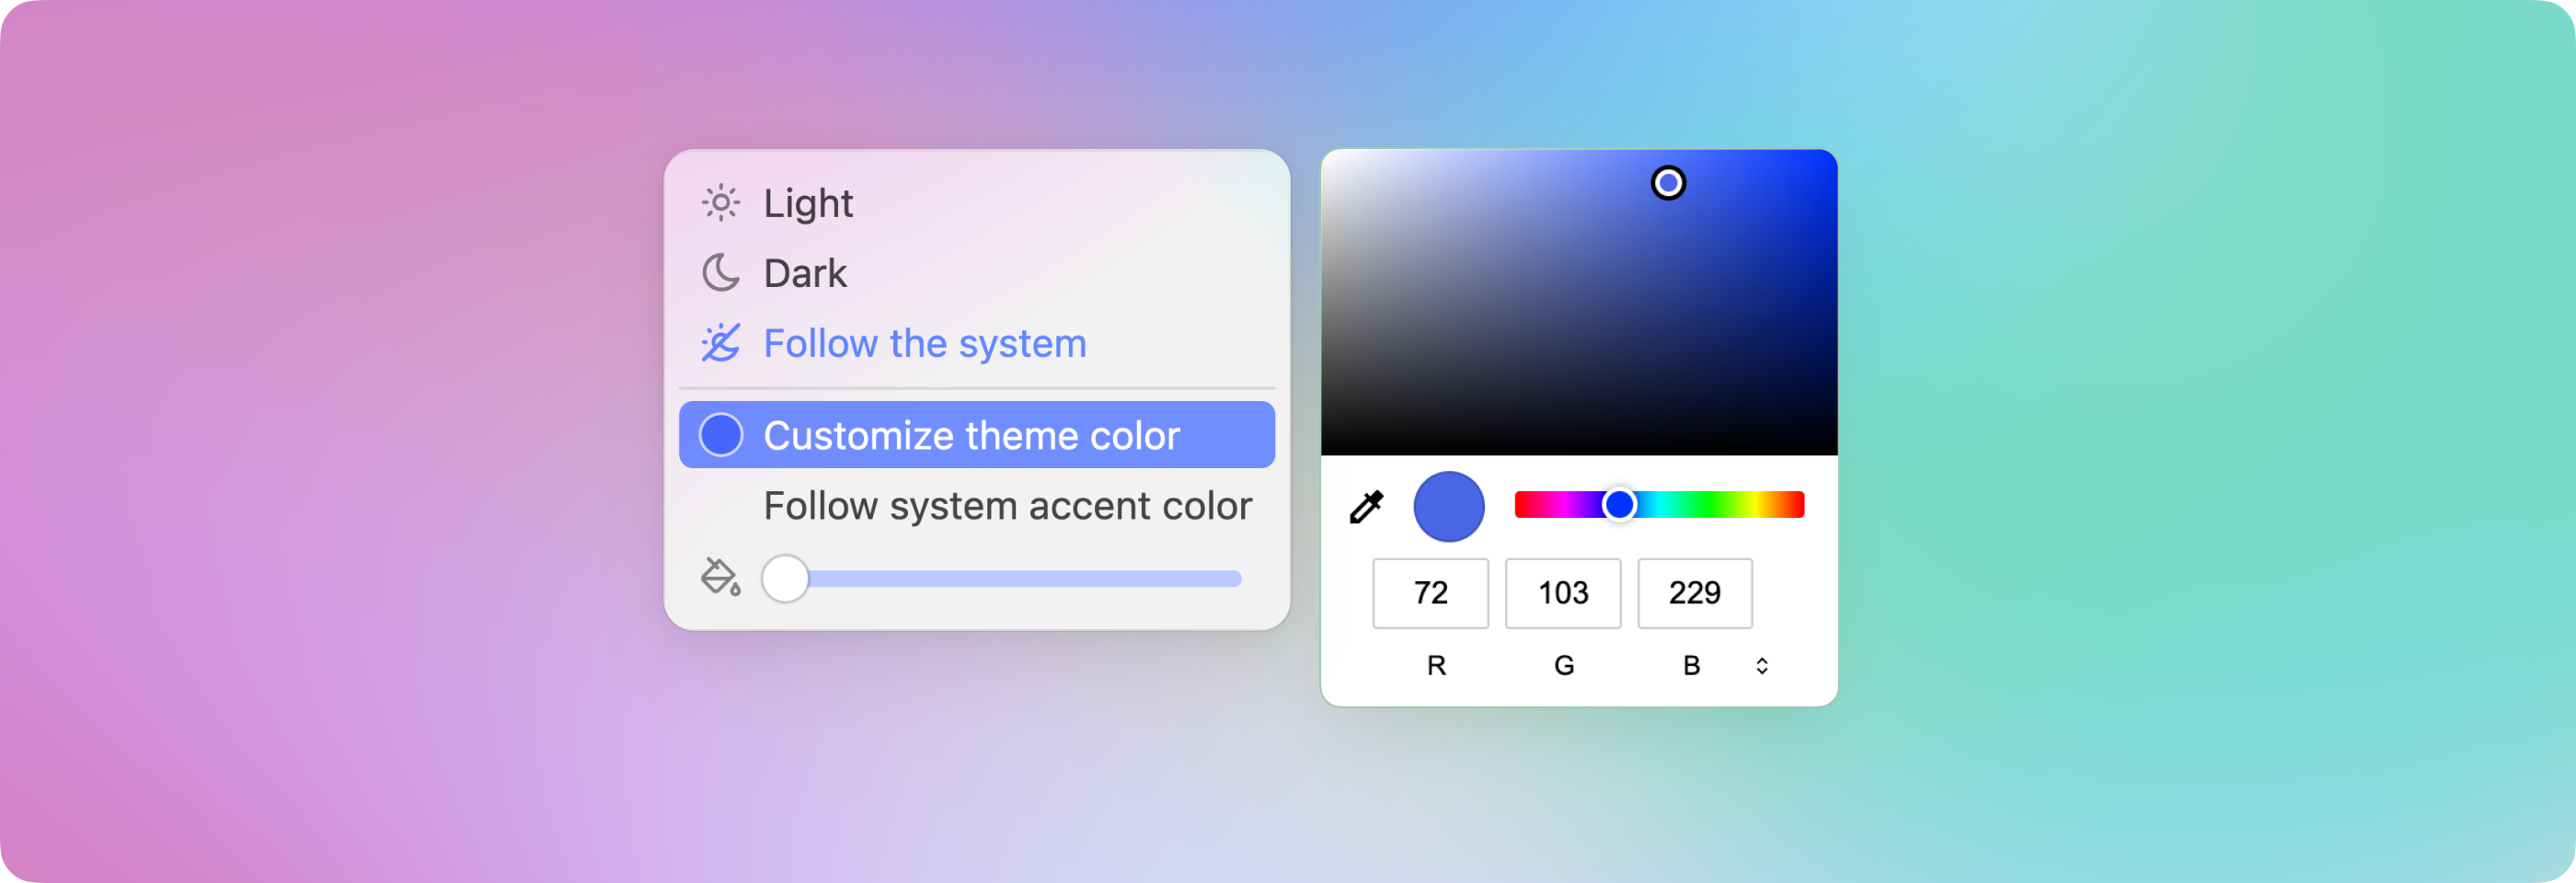 Light
Dark
Follow the system
Customize theme color
Follow system accent color
72 103 229
R G B